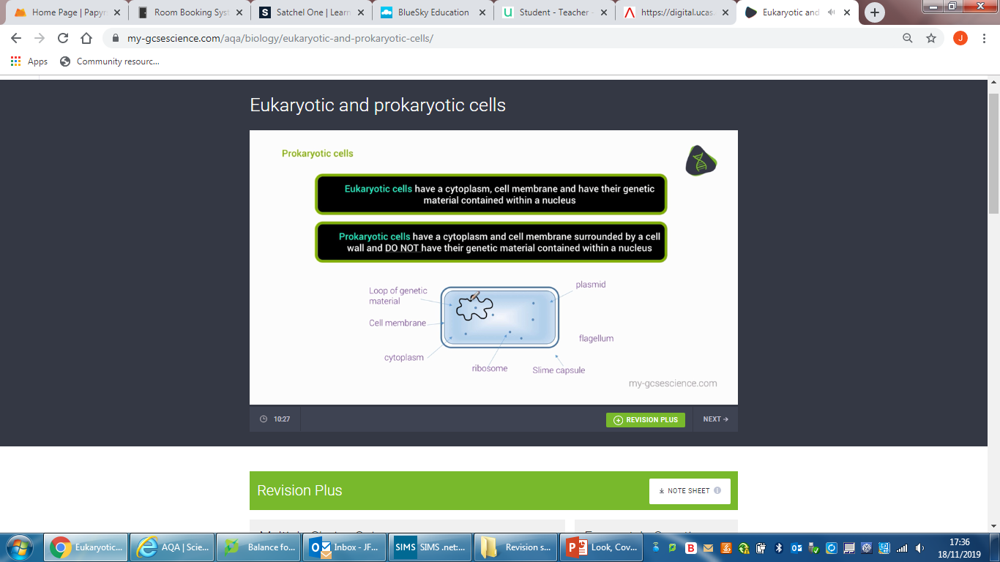 Home Page | Papyr
Room Booking Syst
Satchel One | Learn
BlueSky Education
Student - Teacher -
https://digital.ucas.
Eukaryotic and
my-gcsescience.com/aqa/biology/eukaryotic-and-prokaryotic-cells/
J
Apps
Community resourc...
Eukaryotic and prokaryotic cells
Prokaryotic cells
Eukaryotic cells have a cytoplasm, cell membrane and have their genetic
material contained within a nucleus
Prokaryotic cells have a cytoplasm and cell membrane surrounded by a cell
wall and DO NOT have their genetic material contained within a nucleus
Loop of genetic
material
plasmid
Cell membrane
flagellum
cytoplasm
ribosome
Slime capsule
my-gcsescience.com
10:27
REVISION PLUS
NEXT
Revision Plus
NOTE SHEET
Eukaryotic...
AQA | Scie...
Balance fo...
Inbox - JF...
SIMS
SIMS .net:...
Revision s...
Look, Cov...
17:36
18/11/2019